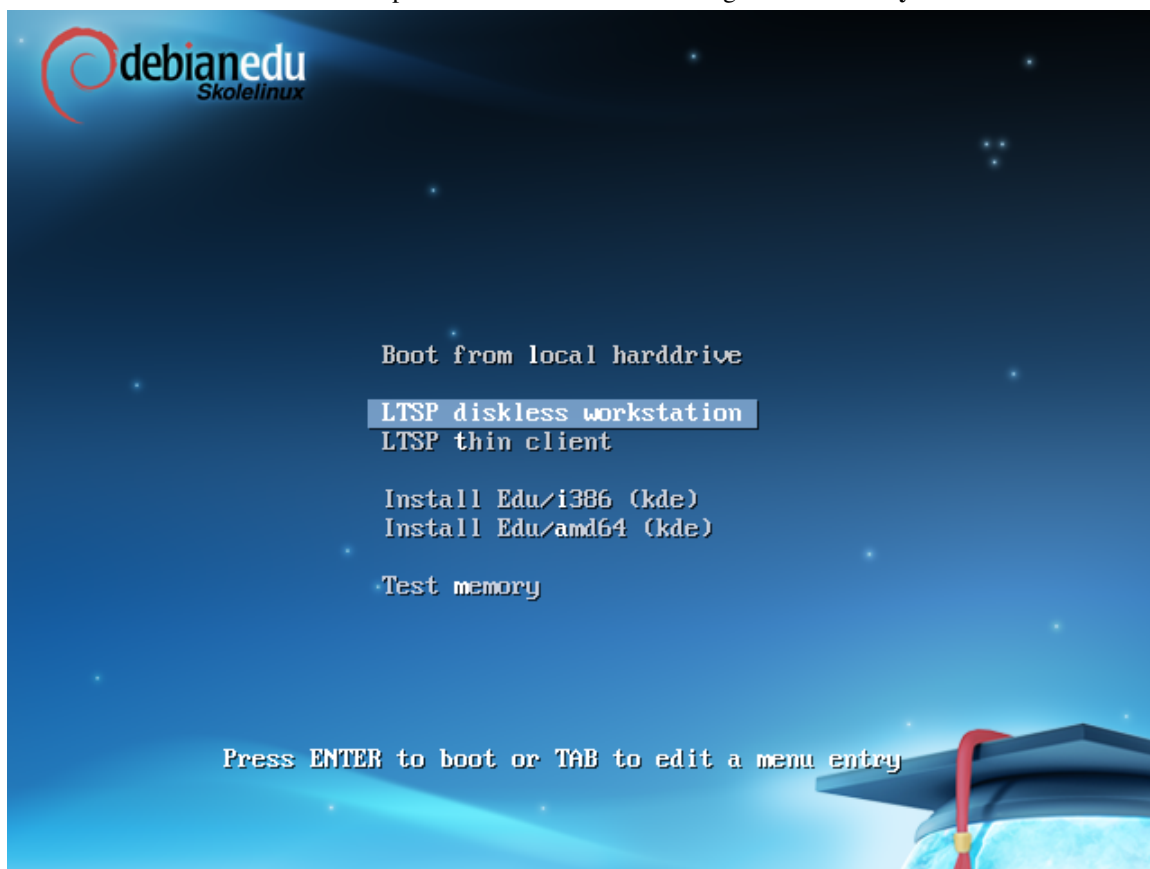 debianedu
Skolelinux
Boot from local harddrive
LTSP diskless workstation
LTSP thin client
Install Edu/i386 (kde)
Install Edu/amd64 (kde)
Test memory
Press ENTER to boot or TAB to edit a menu entry